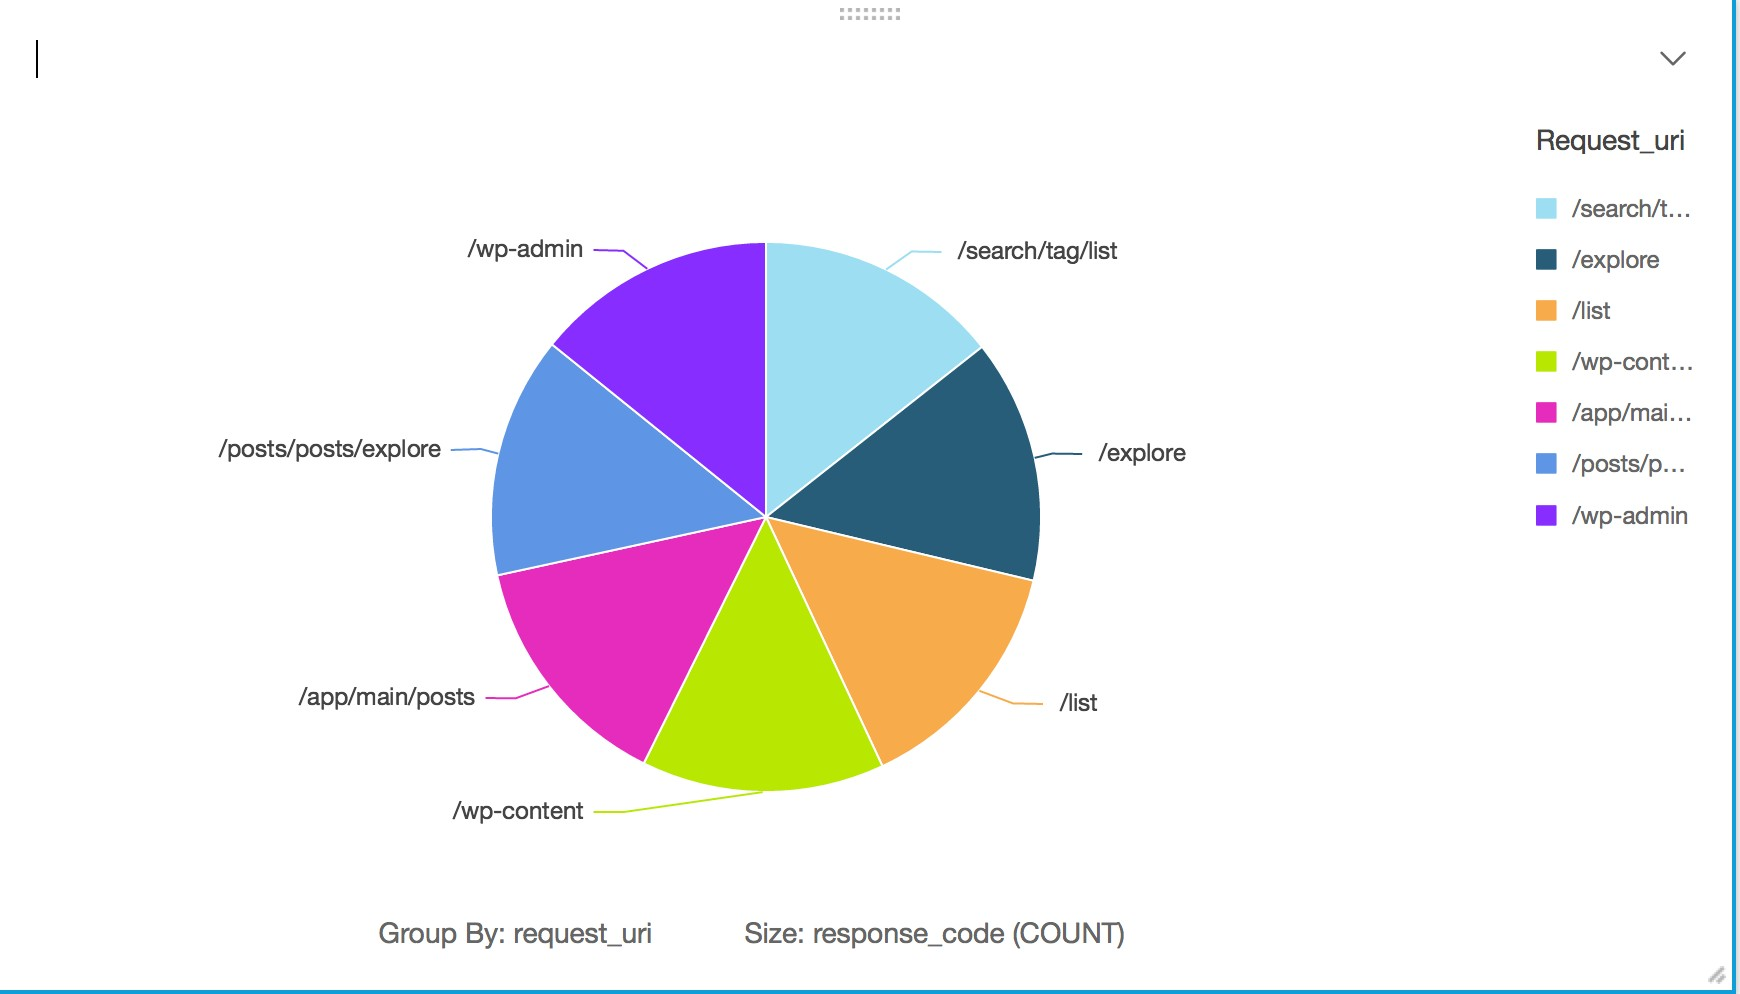 Request_uri
/search/t...
/explore
/list
/wp-cont...
/app/mai...
/posts/p...
/wp-admin
/wp-admin
/search/tag/list
/posts/posts/explore
/explore
/app/main/posts
/list
/wp-content
Group By: request_uri
Size: response_code (COUNT)